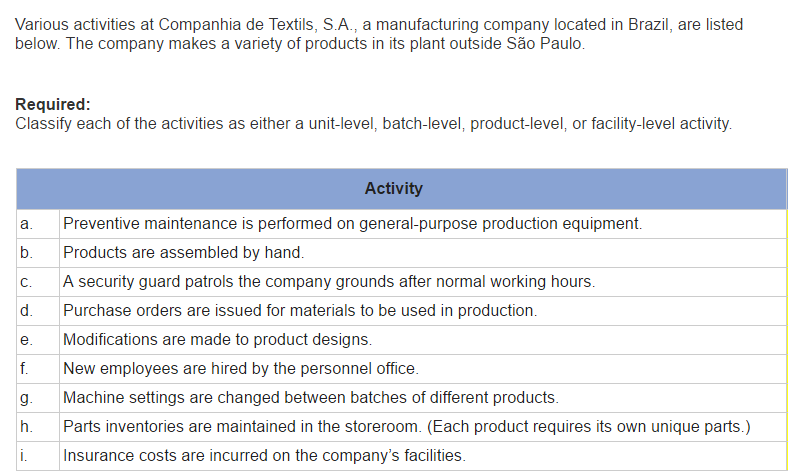 Various activities at Companhia de Textils, S.A., a manufacturing company located in Brazil, are listed
below. The company makes a variety of products in its plant outside São Paulo.
Required:
Classify each of the activities as either a unit-level, batch-level, product-level, or facility-level activity.
Activity
a. Preventive maintenance is performed on general-purpose production equipment.
b. Products are assembled by hand.
c. A security guard patrols the company grounds after normal working hours.
d. Purchase orders are issued for materials to be used in production.
e. Modifications are made to product designs.
f. New employees are hired by the personnel office.
g. Machine settings are changed between batches of different products.
h. Parts inventories are maintained in the storeroom. (Each product requires its own unique parts.)
i. Insurance costs are incurred on the company's facilities.